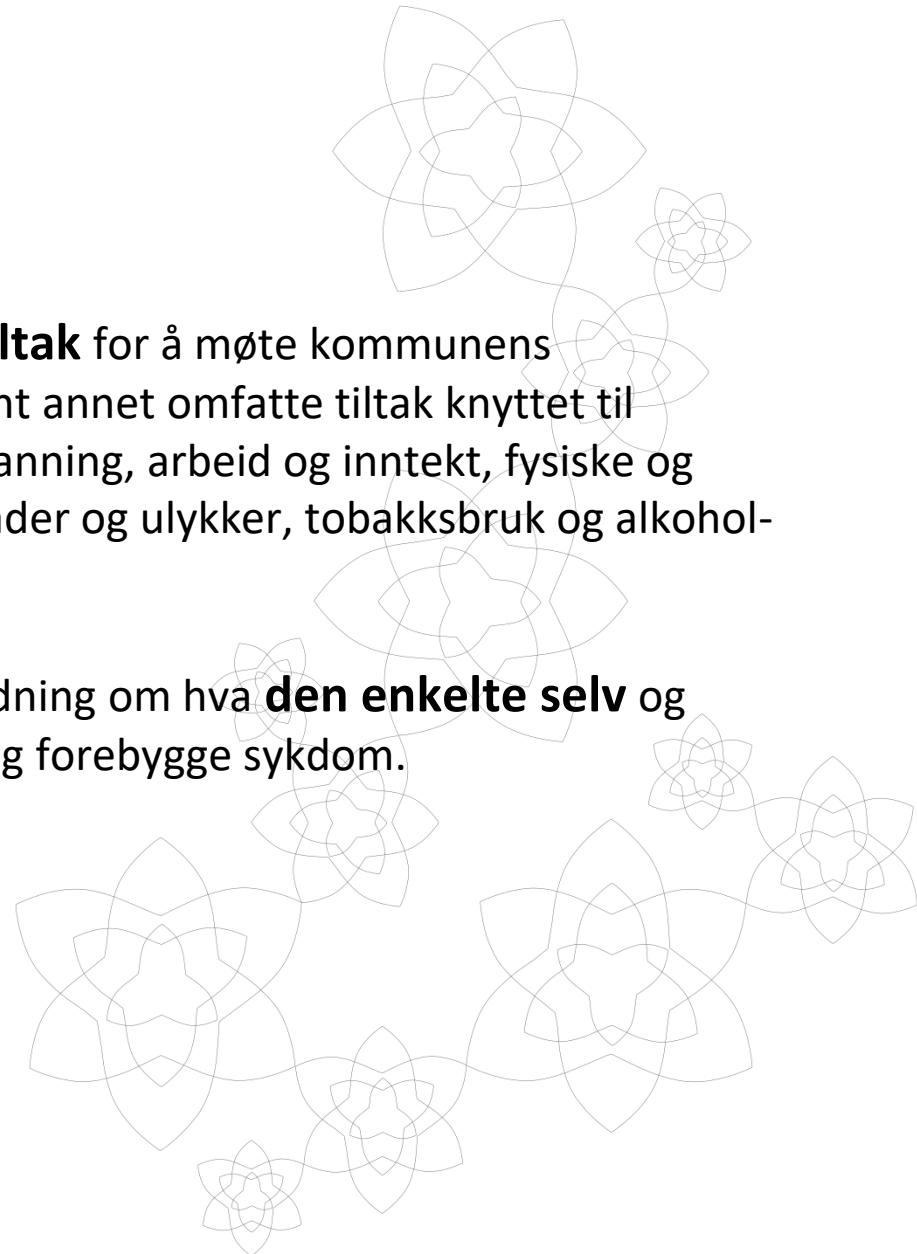 ltak for å møte kommunens
nt annet omfatte tiltak knyttet til
anning, arbeid og inntekt, fysiske og
ader og ulykker, tobakksbruk og alkohol-
dning om hva den enkelte selv og
g forebygge sykdom.